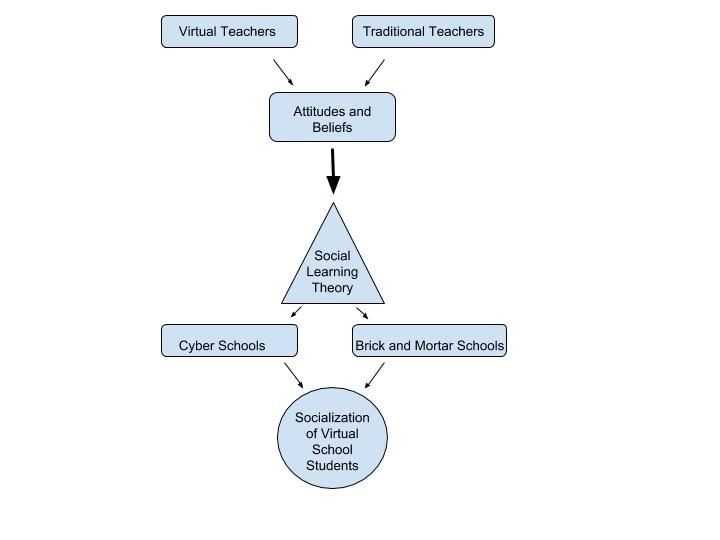 Virtual Teachers
Traditional Teachers
Attitudes and
Beliefs
Social
Learning
Theory
Cyber Schools
Brick and Mortar Schools
Socialization
of Virtual
School
Students